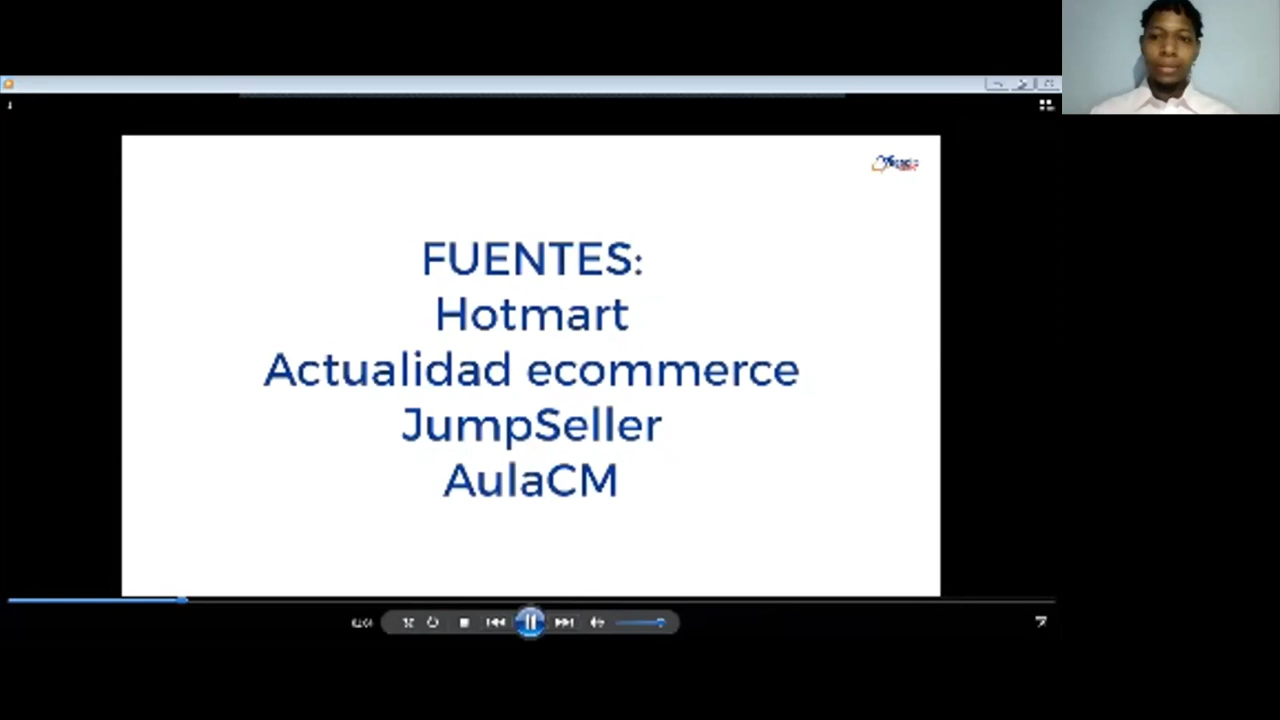 FUENTES:
Hotmart
Actualidad ecommerce
JumpSeller
AulaCM